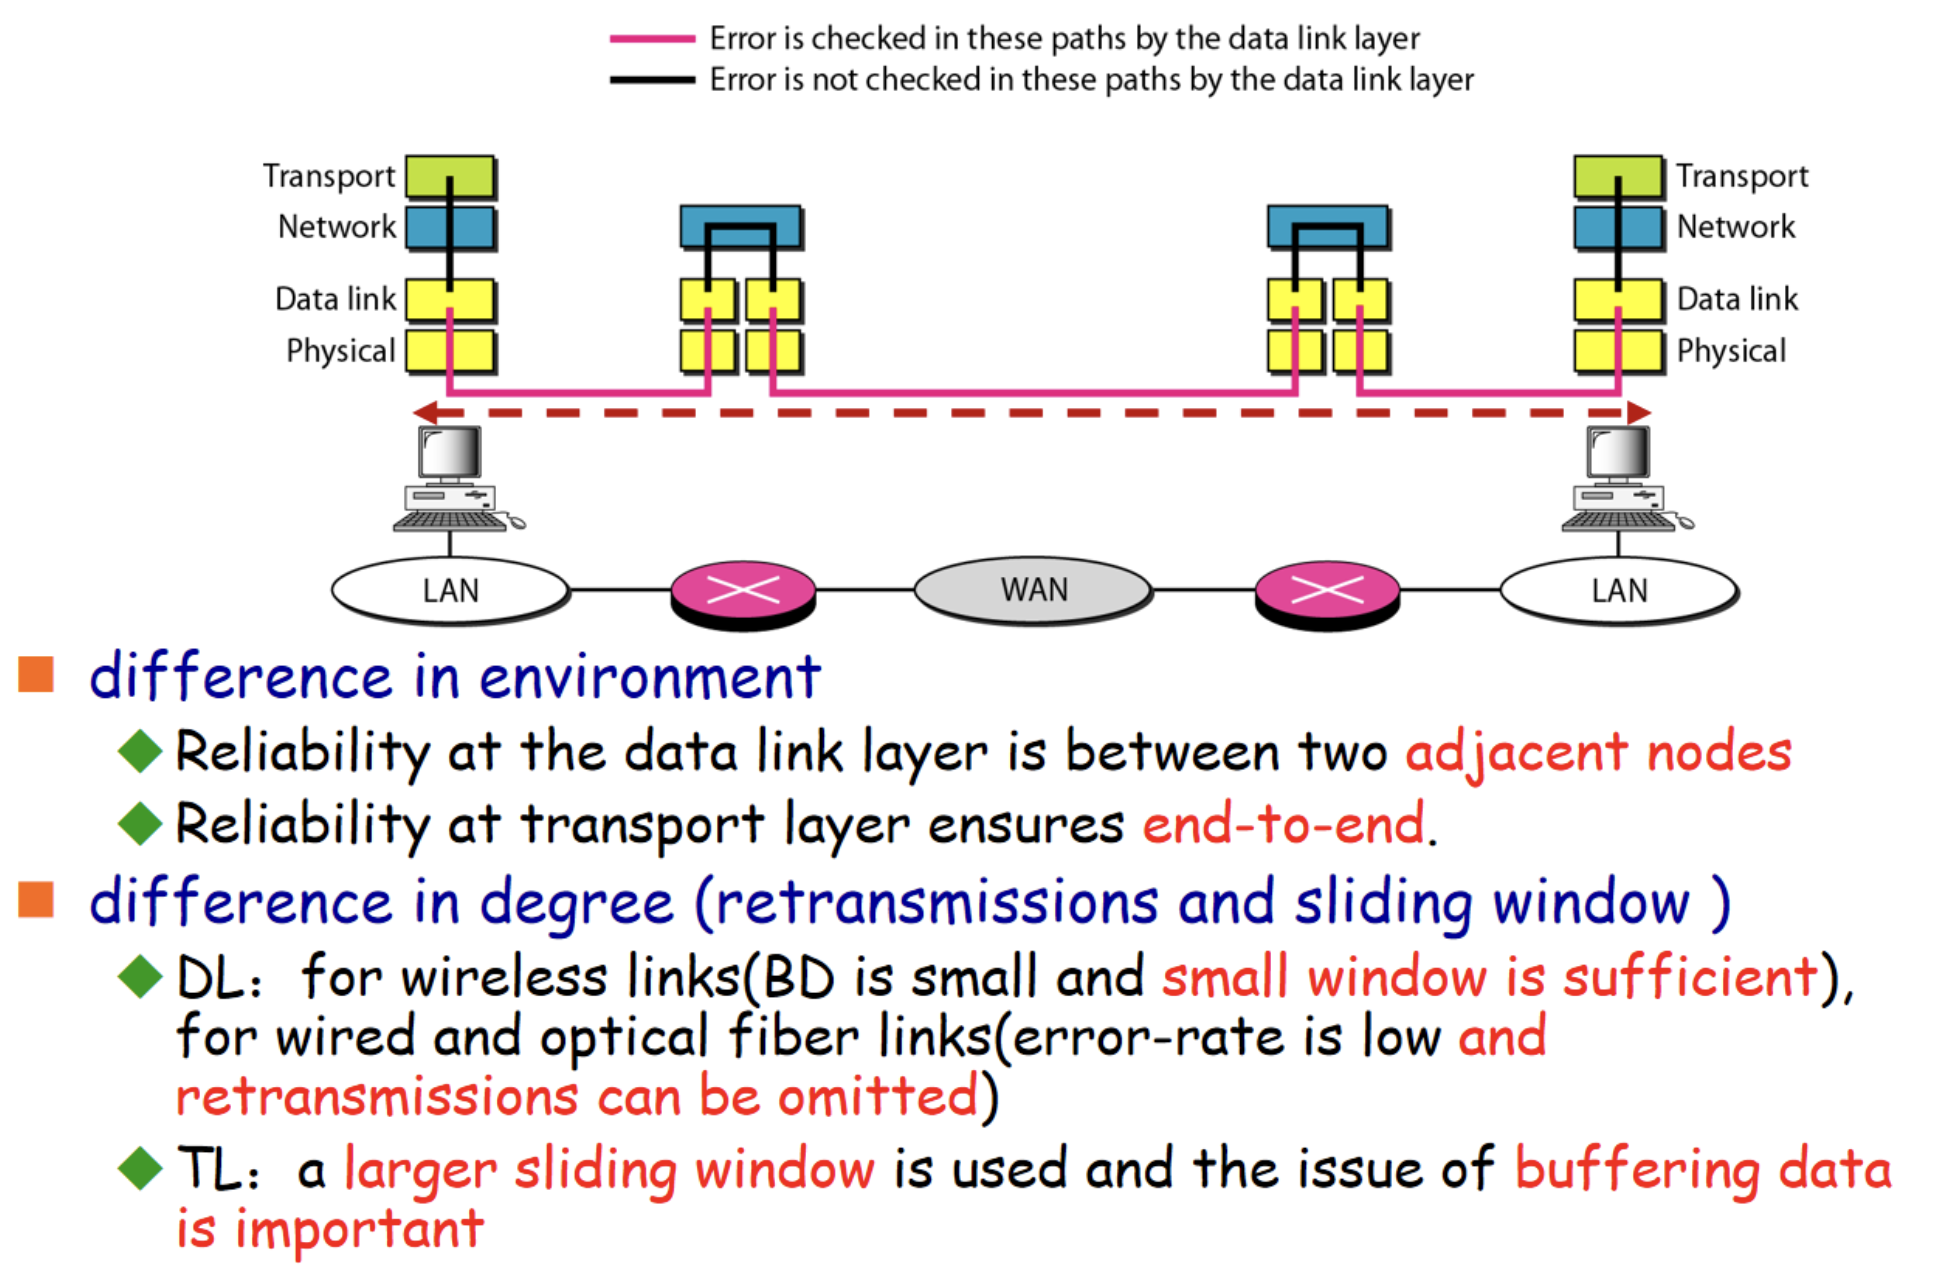 Error is checked in these paths by the data link layer
Error is not checked in these paths by the data link layer
Transport
Network
Data link
Physical
Transport
Network
Data link
Physical
LAN
WAN
LAN
difference in environment
Reliability at the data link layer is between two adjacent nodes
Reliability at transport layer ensures end-to-end.
difference in degree (retransmissions and sliding window )
DL: for wireless links(BD is small and small window is sufficient),
for wired and optical fiber links(error-rate is low and
retransmissions can be omitted)
TL: a larger sliding window is used and the issue of buffering data
is important